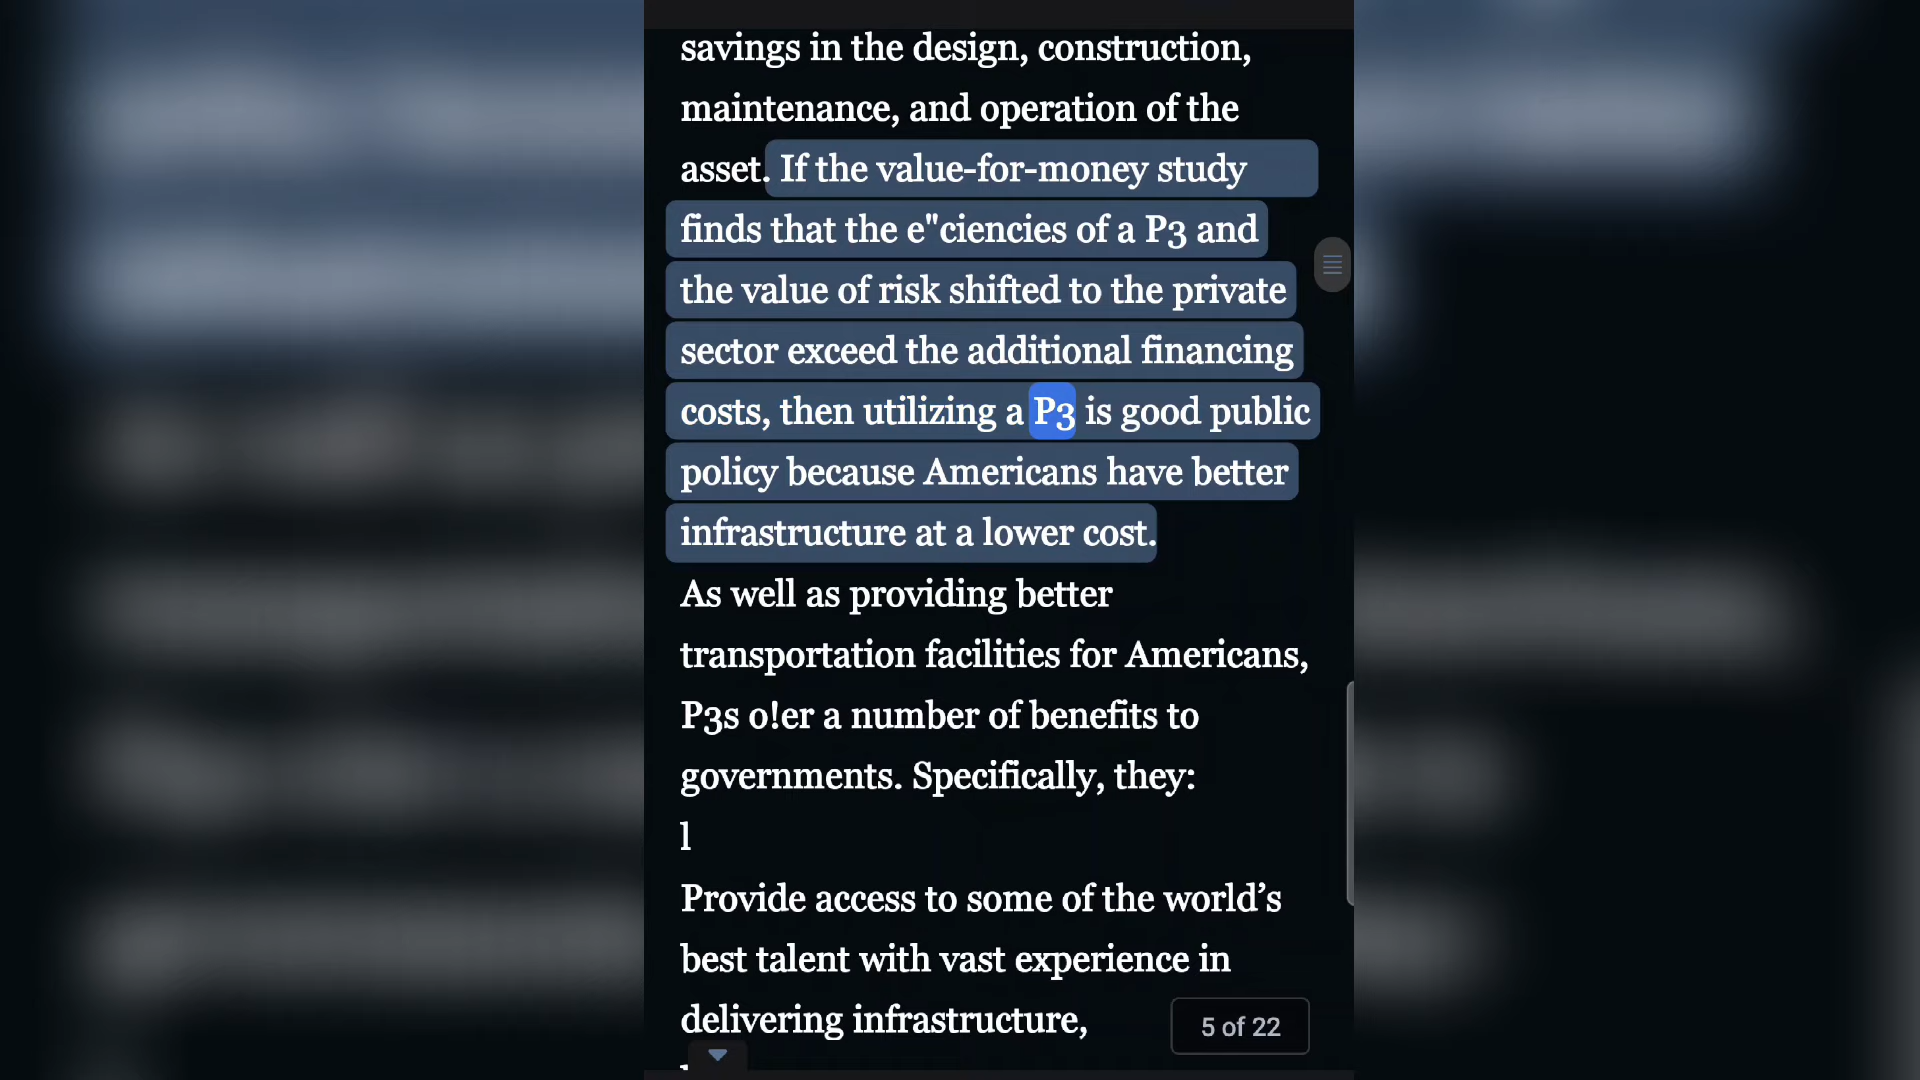 savings in the design, construction,
maintenance, and operation of the
asset. If the value-for-money study
finds that the e"ciencies of a P3 and
the value of risk shifted to the private
sector exceed the additional financing
costs, then utilizing a P3 is good public
policy because Americans have better
infrastructure at a lower cost.
As well as providing better
transportation facilities for Americans,
P3s o!er a number of benefits to
governments. Specifically, they:
l
Provide access to some of the world’s
best talent with vast experience in
delivering infrastructure,
5 of 22